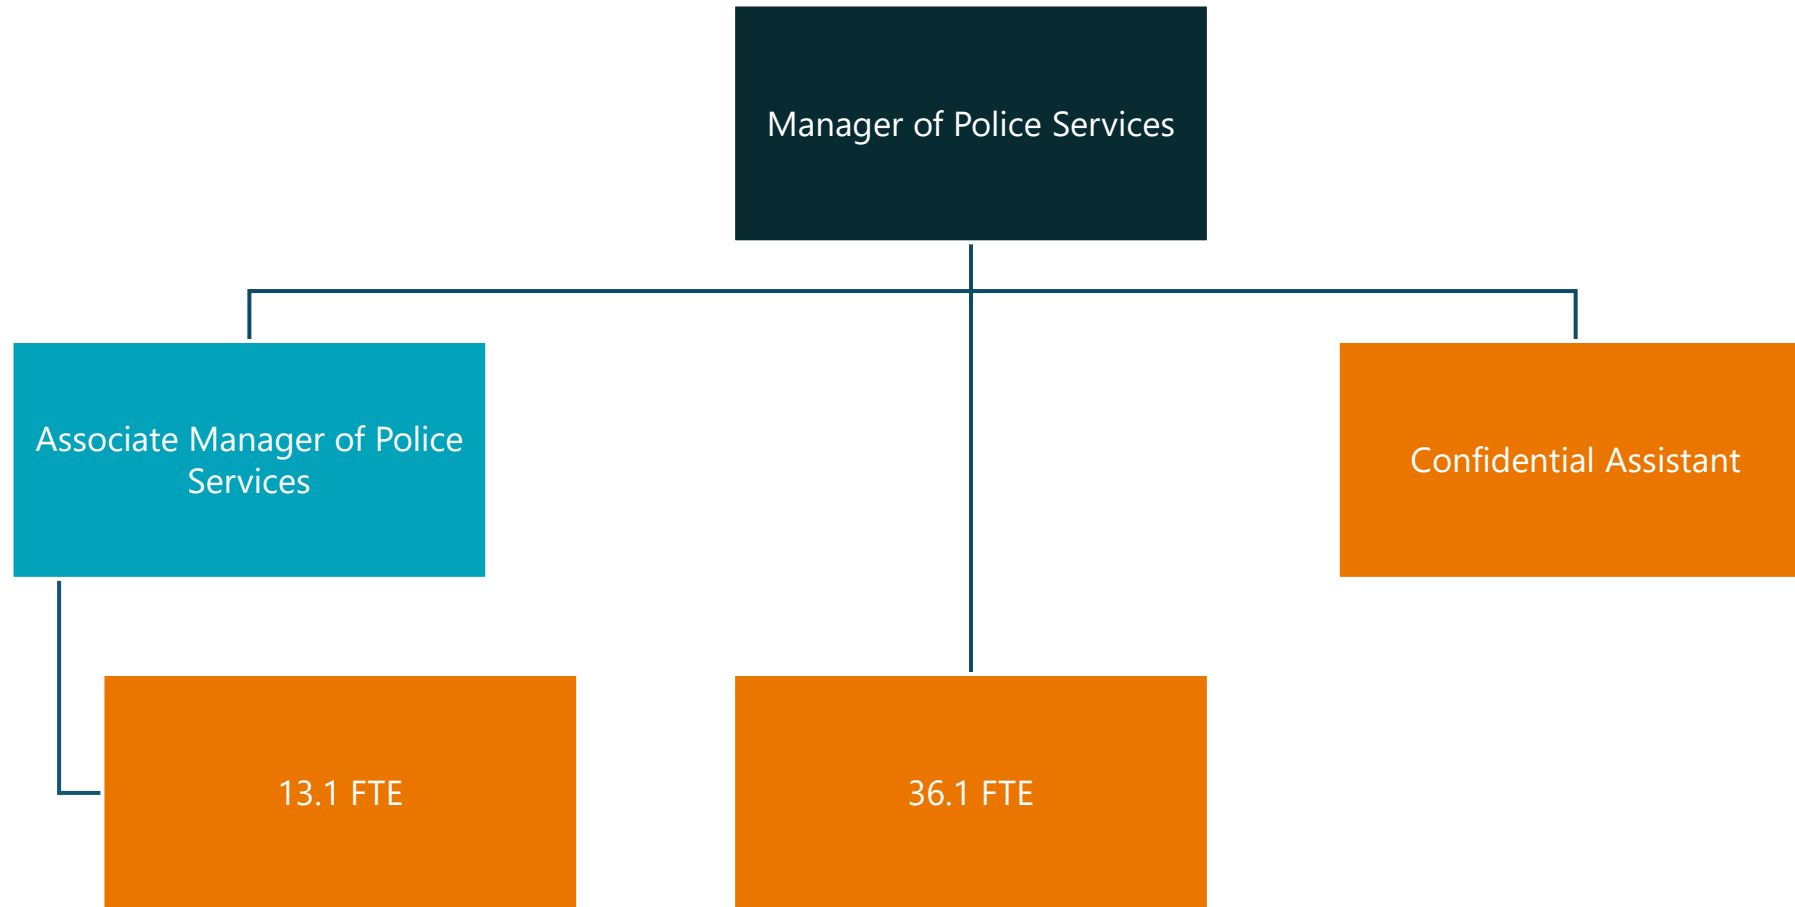 Manager of Police Services
Associate Manager of Police
Services
Confidential Assistant
13.1 FTE
36.1 FTE